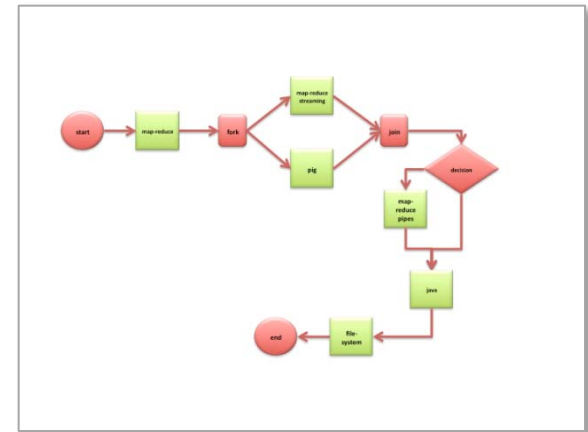 start
map-reduce
fork
map-reduce
streaming
pig
join
decision
map-
reduce
pipes
java
file-
system
end